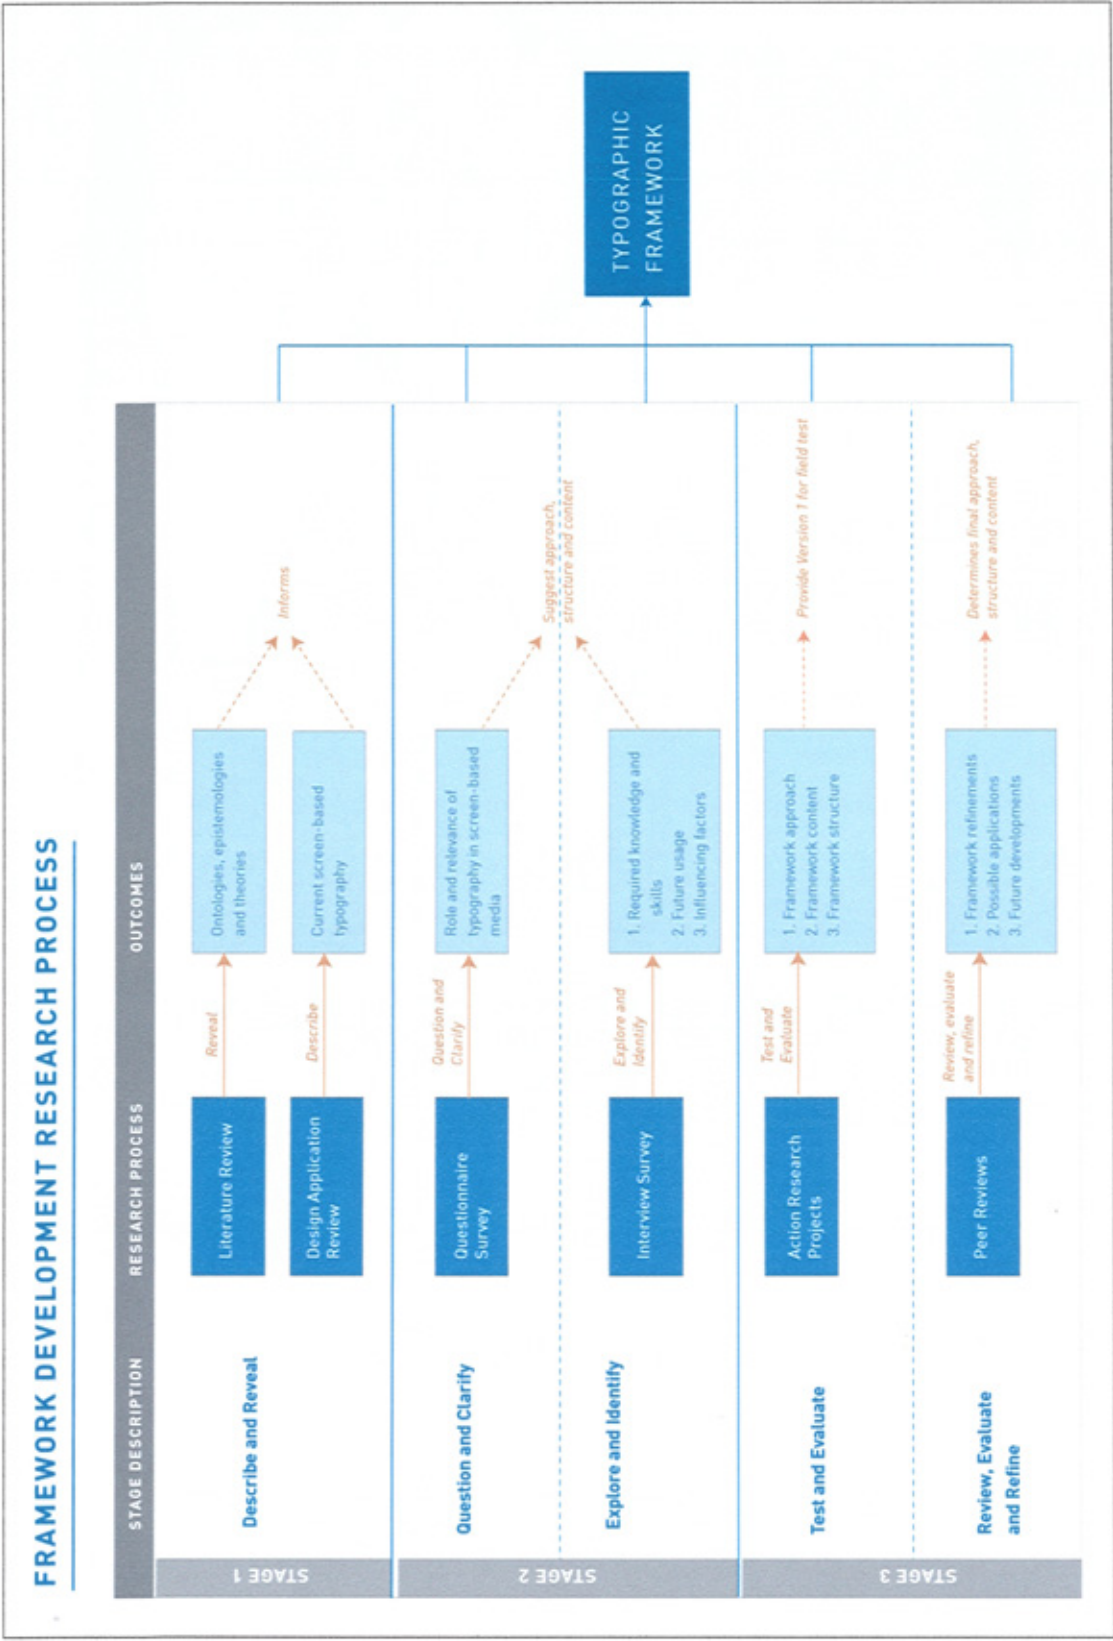 FRAMEWORK DEVELOPMENT RESEARCH PROCESS
STAGE DESCRIPTION
RESEARCH PROCESS
OUTCOMES
STAGE 1
Describe and Reveal
Literature Review
Reveal
Ontologies, epistemologies
and theories
Design Application
Review
Describe
Current screen-based
typography
Informs
STAGE 2
Question and Clarify
Questionnaire
Survey
Question and
Clarify
Role and relevance of
typography in screen-based
media
Suggest approach,
structure and content
Explore and Identify
Interview Survey
Explore and
Identify
1. Required knowledge and
skills
2. Future usage
3. Influencing factors
STAGE 3
Test and Evaluate
Action Research
Projects
Test and
Evaluate
1. Framework approach
2. Framework content
3. Framework structure
Provide Version 1 for field test
Review, Evaluate
and Refine
Peer Reviews
Review, evaluate
and refine
1. Framework refinements
2. Possible applications
3. Future developments
Determines final approach,
structure and content
TYPOGRAPHIC
FRAMEWORK